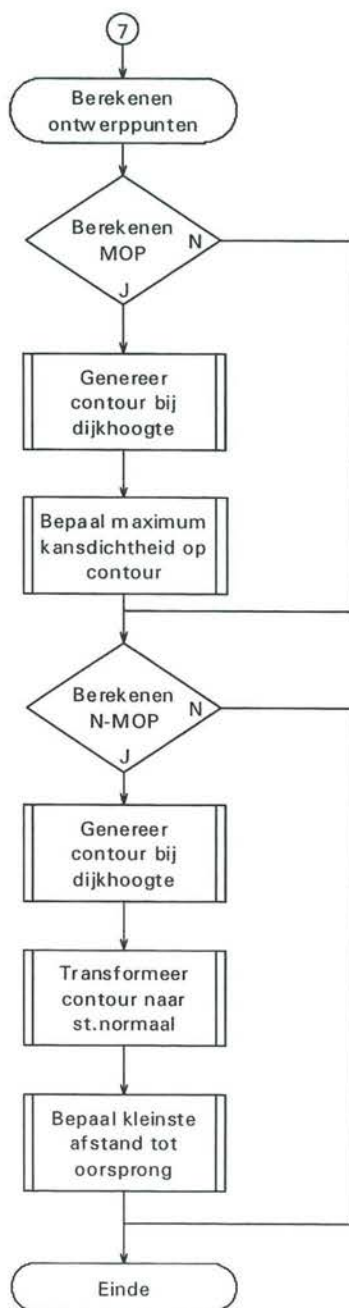 7
Berekenen
ontwerppunten
Berekenen
MOP
N
J
Genereer
contour bij
dijkhoogte
Bepaal maximum
kansdichtheid op
contour
Berekenen
N-MOP
N
J
Genereer
contour bij
dijkhoogte
Transformeer
contour naar
st.normaal
Bepaal kleinste
afstand tot
oorsprong
Einde